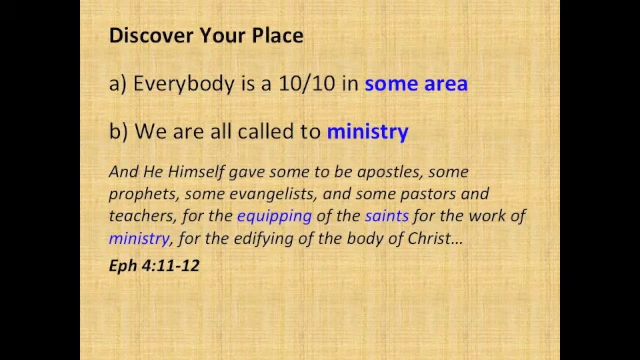 Discover Your Place
a) Everybody is a 10/10 in some area
b) We are all called to ministry
And He Himself gave some to be apostles, some
prophets, some evangelists, and some pastors and
teachers, for the equipping of the saints for the work of
ministry, for the edifying of the body of Christ…
Eph 4:11-12